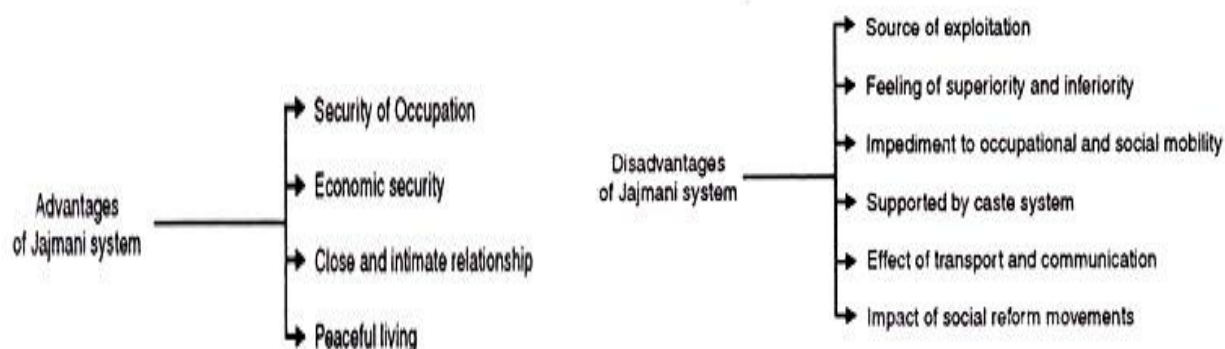 Advantages
of Jajmani system
Security of Occupation
Economic security
Close and intimate relationship
Peaceful living
Disadvantages
of Jajmani system
Source of exploitation
Feeling of superiority and inferiority
Impediment to occupational and social mobility
Supported by caste system
Effect of transport and communication
Impact of social reform movements